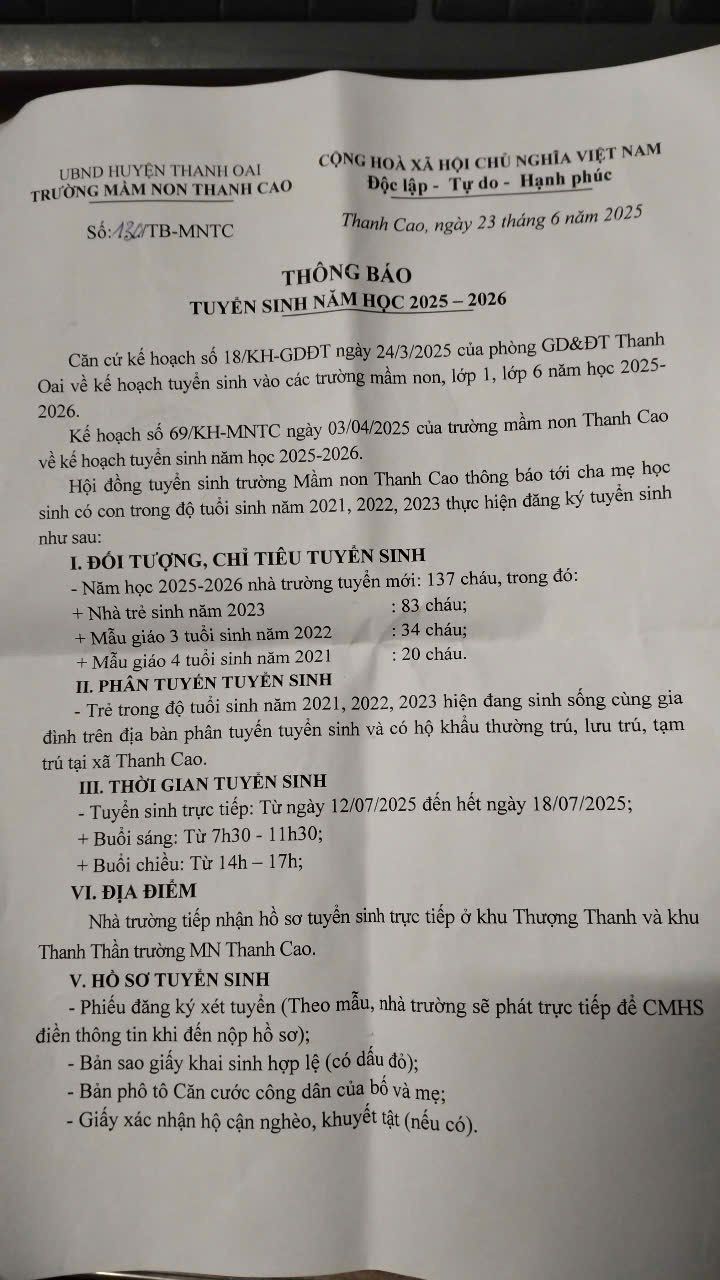 UBND HUYỆN THANH OAI
TRƯỜNG MẦM NON THANH CAO
CỘNG HOÀ XÃ HỘI CHỦ NGHĨA VIỆT NAM
Độc lập - Tự do - Hạnh phúc
Số: /TB-MNTC
Thanh Cao, ngày 23 tháng 6 năm 2025
THÔNG BÁO
TUYỂN SINH NĂM HỌC 2025 – 2026
Căn cứ kế hoạch số 18/KH-GDĐT ngày 24/3/2025 của phòng GD&ĐT Thanh
Oai về kế hoạch tuyển sinh vào các trường mầm non, lớp 1, lớp 6 năm học 2025-
2026.
Kế hoạch số 69/KH-MNTC ngày 03/04/2025 của trường mầm non Thanh Cao
về kế hoạch tuyển sinh năm học 2025-2026.
Hội đồng tuyển sinh trường Mầm non Thanh Cao thông báo tới cha mẹ học
sinh có con trong độ tuổi sinh năm 2021, 2022, 2023 thực hiện đăng ký tuyển sinh
như sau:
I. ĐỐI TƯỢNG, CHỈ TIÊU TUYỂN SINH
- Năm học 2025-2026 nhà trường tuyển mới: 137 cháu, trong đó:
+ Nhà trẻ sinh năm 2023 : 83 cháu;
+ Mẫu giáo 3 tuổi sinh năm 2022 : 34 cháu;
+ Mẫu giáo 4 tuổi sinh năm 2021 : 20 cháu.
II. PHÂN TUYẾN TUYỂN SINH
- Trẻ trong độ tuổi sinh năm 2021, 2022, 2023 hiện đang sinh sống cùng gia
đình trên địa bàn phân tuyến tuyển sinh và có hộ khẩu thường trú, lưu trú, tạm
trú tại xã Thanh Cao.
III. THỜI GIAN TUYỂN SINH
- Tuyển sinh trực tiếp: Từ ngày 12/07/2025 đến hết ngày 18/07/2025;
+ Buổi sáng: Từ 7h30 - 11h30;
+ Buổi chiều: Từ 14h – 17h;
VI. ĐỊA ĐIỂM
Nhà trường tiếp nhận hồ sơ tuyển sinh trực tiếp ở khu Thượng Thanh và khu
Thanh Thần trường MN Thanh Cao.
V. HỒ SƠ TUYỂN SINH
- Phiếu đăng ký xét tuyển (Theo mẫu, nhà trường sẽ phát trực tiếp để CMHS
điền thông tin khi đến nộp hồ sơ);
- Bản sao giấy khai sinh hợp lệ (có dấu đỏ);
- Bản phô tô Căn cước công dân của bố và mẹ;
- Giấy xác nhận hộ cận nghèo, khuyết tật (nếu có).